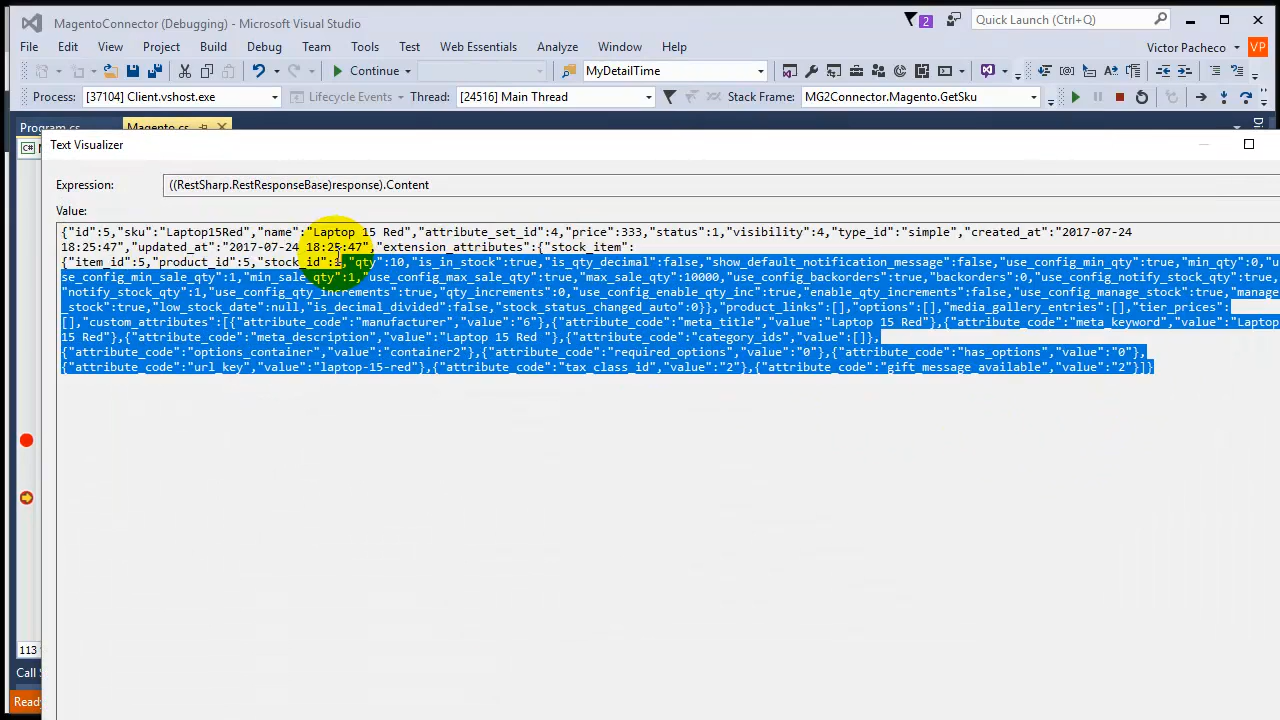 MagentoConnector (Debugging) - Microsoft Visual Studio
2
Quick Launch (Ctrl+Q)
File Edit View Project Build Debug Team Tools Test Web Essentials Analyze Window Help
Victor Pacheco
VP
Continue
MyDetailTime
Process: [37104] Client.vshost.exe Lifecycle Events Thread: [24516] Main Thread Stack Frame: MG2Connector.Magento.GetSku
Program.cs Magento.cs
C#
Text Visualizer
Expression: ((RestSharp.RestResponseBase)response).Content
Value:
{"id":5,"sku":"Laptop15Red","name":"Laptop 15 Red","attribute_set_id":4,"price":333,"status":1,"visibility":4,"type_id":"simple","created_at":"2017-07-24
18:25:47","updated_at":"2017-07-24 18:25:47","extension_attributes":{"stock_item":
{"item_id":5,"product_id":5,"stock_id":1,"qty":10,"is_in_stock":true,"is_qty_decimal":false,"show_default_notification_message":false,"use_config_min_qty":true,"min_qty":0,"u
se_config_min_sale_qty":1,"min_sale_qty":1,"use_config_max_sale_qty":true,"max_sale_qty":10000,"use_config_backorders":true,"backorders":0,"use_config_notify_stock_qty":true,
"notify_stock_qty":1,"use_config_qty_increments":true,"qty_increments":0,"use_config_enable_qty_inc":true,"enable_qty_increments":false,"use_config_manage_stock":true,"manage_
stock":true,"low_stock_date":null,"is_decimal_divided":false,"stock_status_changed_auto":0}},"product_links":[],"options":[],"media_gallery_entries":[],"tier_prices":
[],"custom_attributes":[{"attribute_code":"manufacturer","value":"6"},{"attribute_code":"meta_title","value":"Laptop 15 Red"},{"attribute_code":"meta_keyword","value":"Laptop
15 Red"},{"attribute_code":"meta_description","value":"Laptop 15 Red "},{"attribute_code":"category_ids","value":[]},
{"attribute_code":"options_container","value":"container2"},{"attribute_code":"required_options","value":"0"},{"attribute_code":"has_options","value":"0"},
{"attribute_code":"url_key","value":"laptop-15-red"},{"attribute_code":"tax_class_id","value":"2"},{"attribute_code":"gift_message_available","value":"2"}]}
113
Call S
Ready